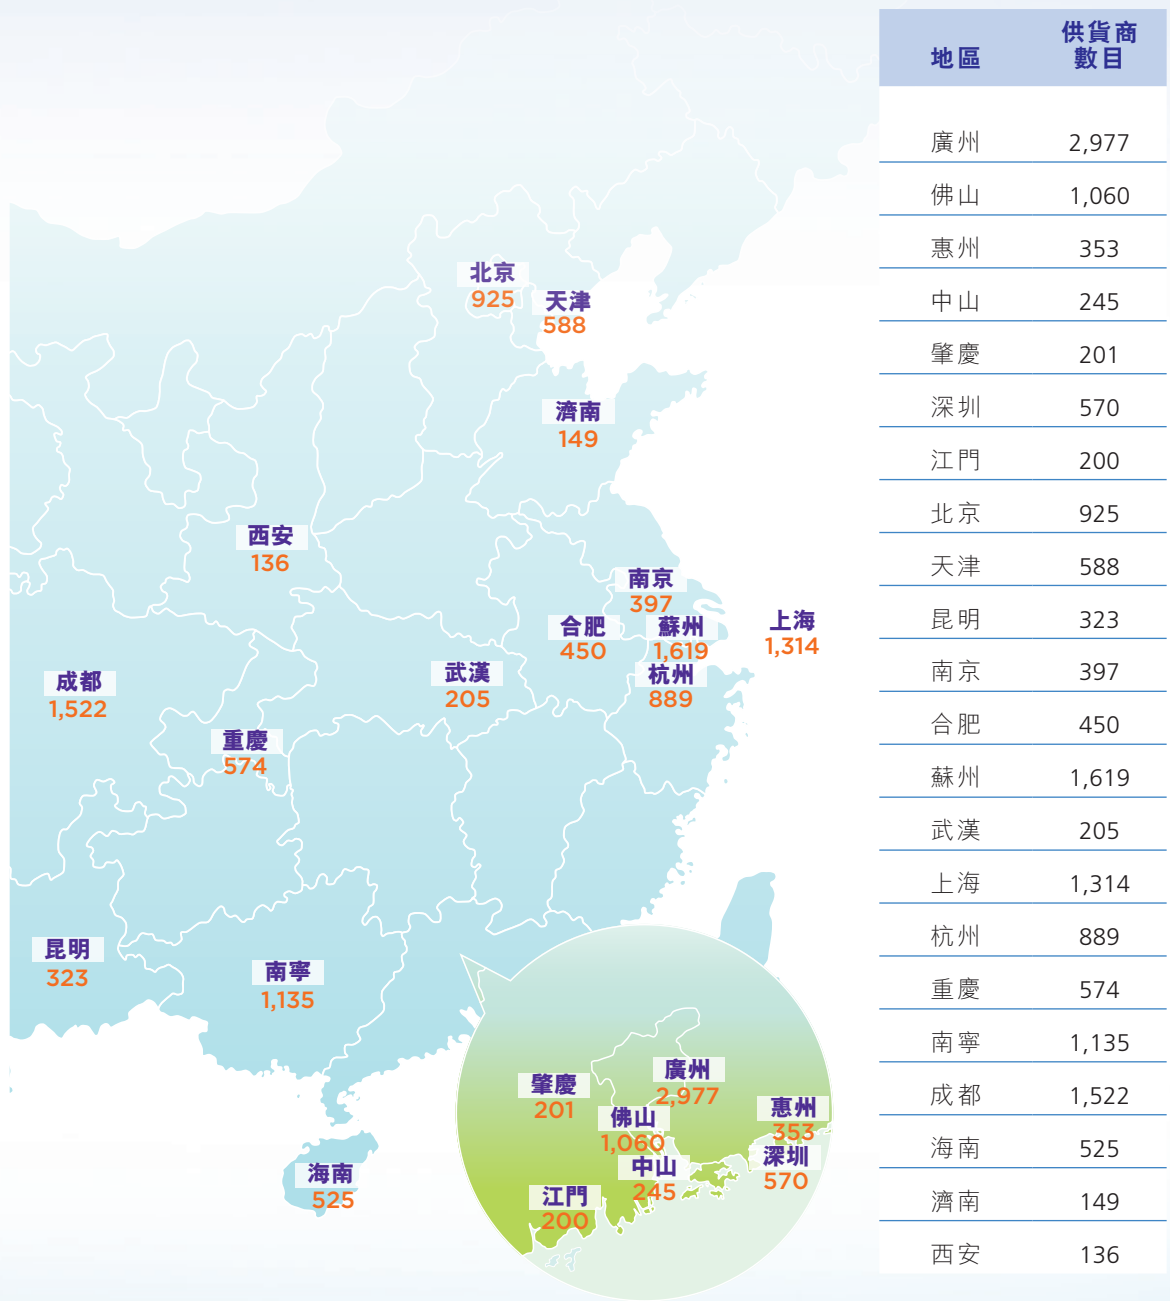 北京
925
天津
588
濟南
149
西安
136
南京
397
合肥
450
蘇州
1,619
上海
1,314
杭州
889
武漢
205
成都
1,522
重慶
574
昆明
323
南寧
1,135
海南
525
廣州
2,977
肇慶
201
佛山
1,060
惠州
353
中山
245
深圳
570
江門
200
地區 供貨商數目
廣州 2,977
佛山 1,060
惠州 353
中山 245
肇慶 201
深圳 570
江門 200
北京 925
天津 588
昆明 323
南京 397
合肥 450
蘇州 1,619
武漢 205
上海 1,314
杭州 889
重慶 574
南寧 1,135
成都 1,522
海南 525
濟南 149
西安 136